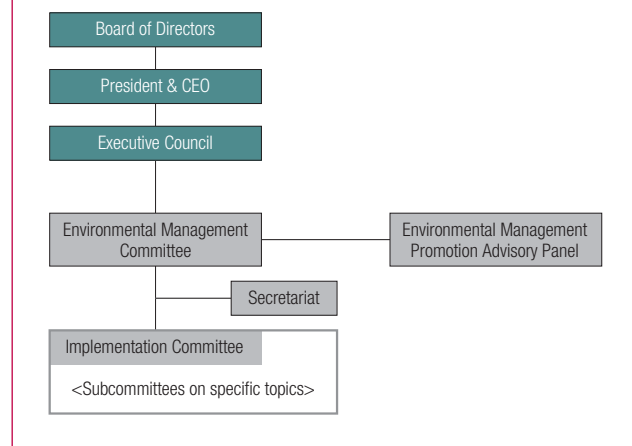 Board of Directors
President & CEO
Executive Council
Environmental Management
Committee
Environmental Management
Promotion Advisory Panel
Secretariat
Implementation Committee
<Subcommittees on specific topics>